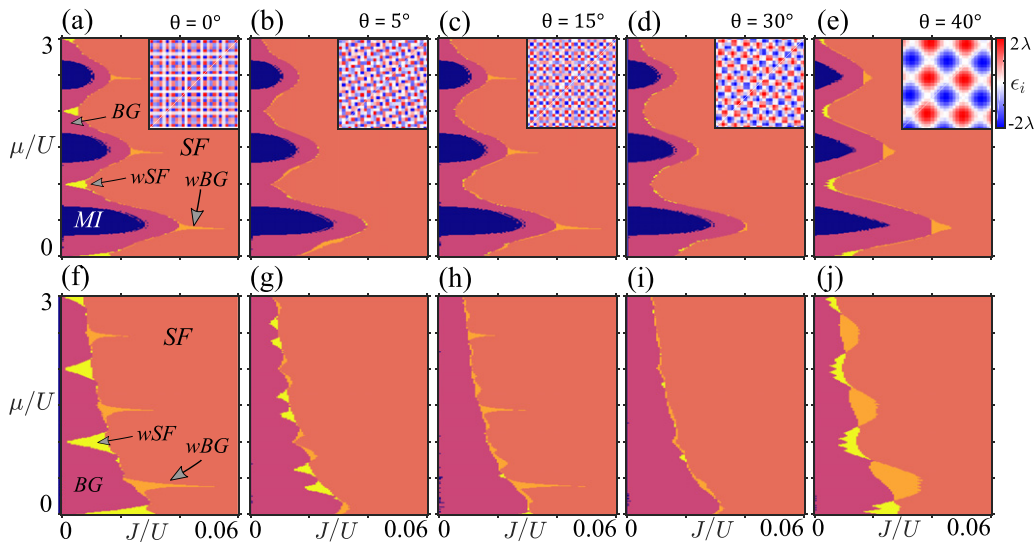 (a) θ = 0°
(b) θ = 5°
(c) θ = 15°
(d) θ = 30°
(e) θ = 40°
3
μ/U
0
BG
SF
wSF
wBG
MI
2λ
ϵᵢ
-2λ
(f) (g) (h) (i) (j)
3
μ/U
0
SF
wSF
wBG
BG
0 J/U 0.06
0 J/U 0.06
0 J/U 0.06
0 J/U 0.06
0 J/U 0.06